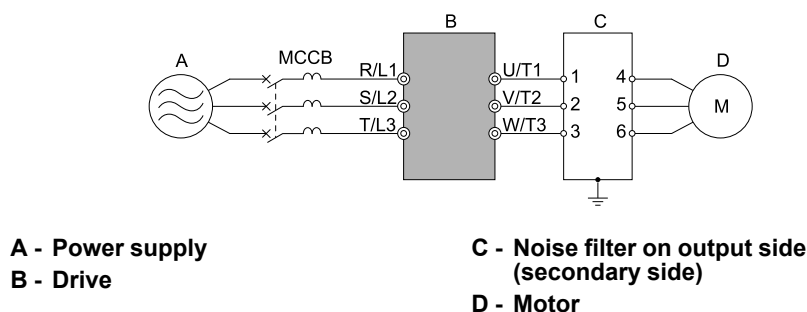 B
C
A
MCCB
D
R/L1
U/T1
1
4
S/L2
V/T2
2
5
M
T/L3
W/T3
3
6
A - Power supply
B - Drive
C - Noise filter on output side
(secondary side)
D - Motor